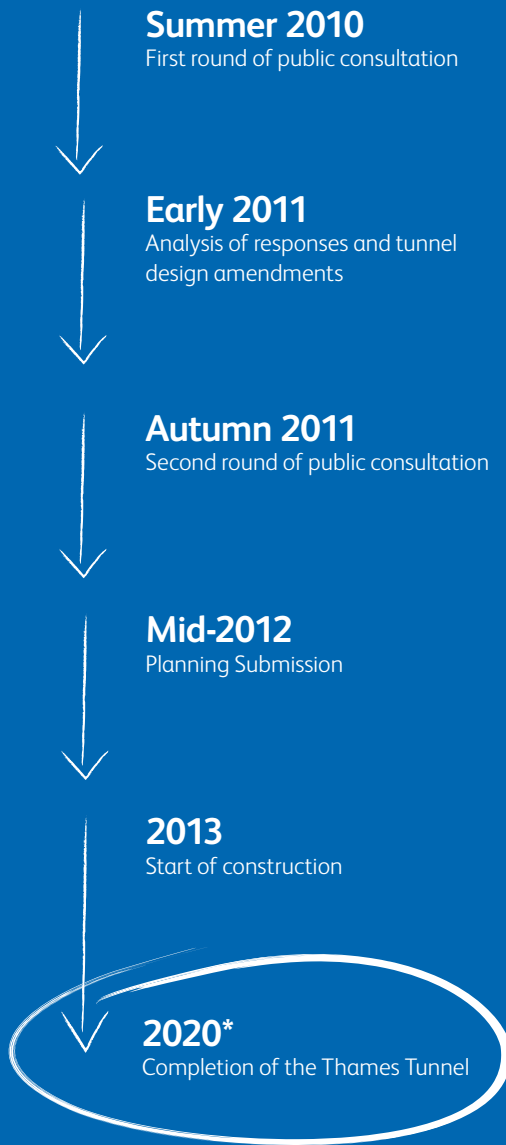 Summer 2010
First round of public consultation
Early 2011
Analysis of responses and tunnel
design amendments
Autumn 2011
Second round of public consultation
Mid-2012
Planning Submission
2013
Start of construction
2020*
Completion of the Thames Tunnel